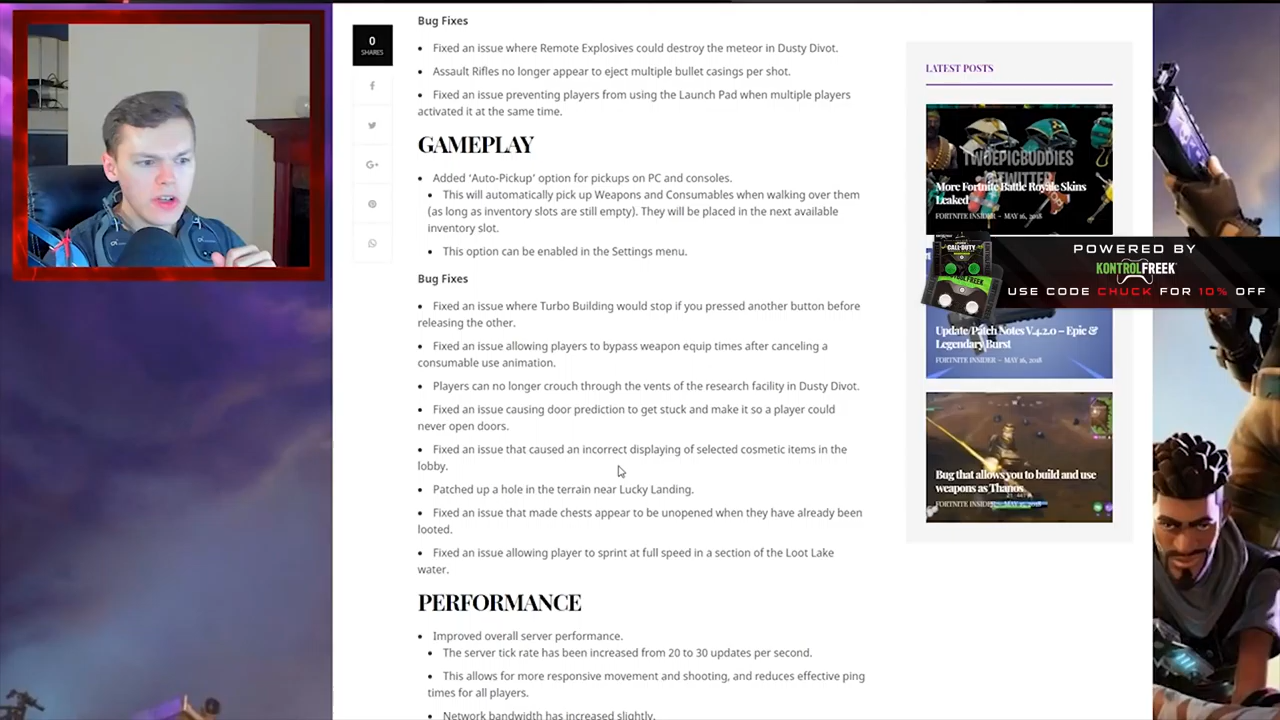 Bug Fixes
0
SHARES
• Fixed an issue where Remote Explosives could destroy the meteor in Dusty Divot.
• Assault Rifles no longer appear to eject multiple bullet casings per shot.
• Fixed an issue preventing players from using the Launch Pad when multiple players
activated it at the same time.
GAMEPLAY
• Added ‘Auto-Pickup’ option for pickups on PC and consoles.
• This will automatically pick up Weapons and Consumables when walking over them
(as long as inventory slots are still empty). They will be placed in the next available
inventory slot.
• This option can be enabled in the Settings menu.
Bug Fixes
• Fixed an issue where Turbo Building would stop if you pressed another button before
releasing the other.
• Fixed an issue allowing players to bypass weapon equip times after canceling a
consumable use animation.
• Players can no longer crouch through the vents of the research facility in Dusty Divot.
• Fixed an issue causing door prediction to get stuck and make it so a player could
never open doors.
• Fixed an issue that caused an incorrect displaying of selected cosmetic items in the
lobby.
• Patched up a hole in the terrain near Lucky Landing.
• Fixed an issue that made chests appear to be unopened when they have already been
looted.
• Fixed an issue allowing player to sprint at full speed in a section of the Loot Lake
water.
PERFORMANCE
• Improved overall server performance.
• The server tick rate has been increased from 20 to 30 updates per second.
• This allows for more responsive movement and shooting, and reduces effective ping
times for all players.
• Network bandwidth has increased slightly.
LATEST POSTS
TWOEPICBUDDIES
TWITTER
More Fortnite Battle Royale Skins
Leaked
FORTNITE INSIDER – MAY 16, 2018
CALL OF DUTY
POWERED BY
KONTROLFREEK
USE CODE CHUCK FOR 10% OFF
Update/Patch Notes V.4.2.0 – Epic &
Legendary Burst
FORTNITE INSIDER – MAY 16, 2018
Bug that allows you to build and use
weapons as Thanos
FORTNITE INSIDER – MAY
2018